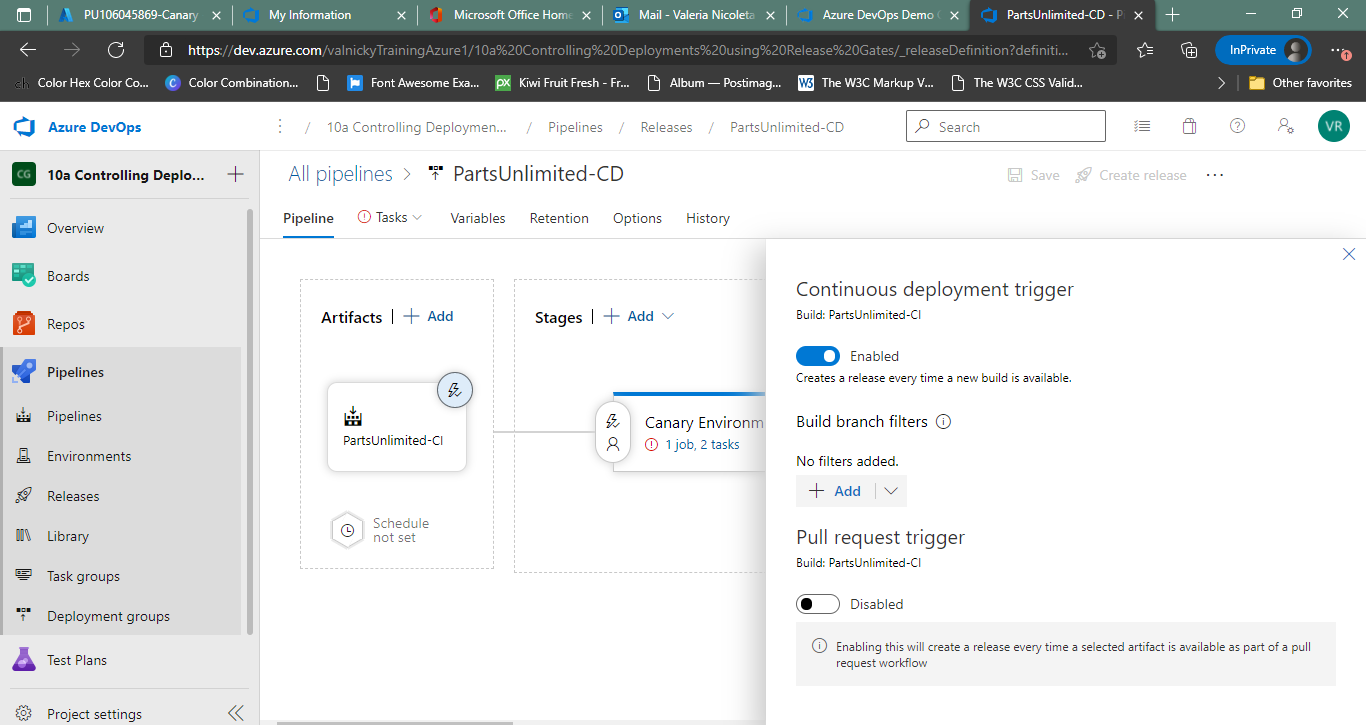 PU106045869-Canary
My Information
Microsoft Office Home
Mail - Valeria Nicoleta
Azure DevOps Demo
PartsUnlimited-CD - P
https://dev.azure.com/valnickyTrainingAzure1/10a%20Controlling%20Deployments%20using%20Release%20Gates/_releaseDefinition?definiti...
InPrivate
ch Color Hex Color Co...
C Color Combination...
Font Awesome Exa...
px Kiwi Fruit Fresh - Fr...
Album — Postimag...
W3 The W3C Markup V...
The W3C CSS Valid...
Other favorites
Azure DevOps
/ 10a Controlling Deploymen... / Pipelines / Releases / PartsUnlimited-CD
Search
VR
CG 10a Controlling Deplo...
All pipelines > PartsUnlimited-CD
Save
Create release
Pipeline
Tasks
Variables
Retention
Options
History
Overview
Boards
Repos
Pipelines
Pipelines
Environments
Releases
Library
Task groups
Deployment groups
Test Plans
Project settings
Artifacts | + Add
PartsUnlimited-CI
Schedule
not set
Stages | + Add
Canary Environm
1 job, 2 tasks
Continuous deployment trigger
Build: PartsUnlimited-CI
Enabled
Creates a release every time a new build is available.
Build branch filters
No filters added.
+ Add
Pull request trigger
Build: PartsUnlimited-CI
Disabled
Enabling this will create a release every time a selected artifact is available as part of a pull
request workflow